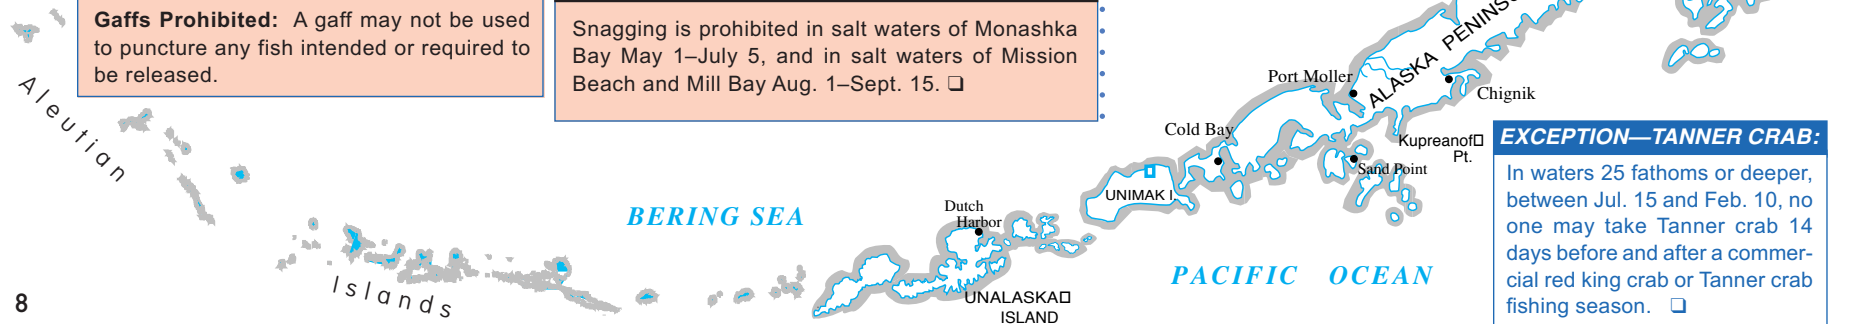 Gaffs Prohibited: A gaff may not be used
to puncture any fish intended or required to
be released.
Snagging is prohibited in salt waters of Monashka
Bay May 1–July 5, and in salt waters of Mission
Beach and Mill Bay Aug. 1–Sept. 15. ❑
Aleutian
Islands
BERING SEA
Dutch
Harbor
UNALASKA□
ISLAND
UNIMAK I.
Cold Bay
Port Moller
ALASKA PENINS
Chignik
Kupreanof□
Pt.
Sand Point
PACIFIC OCEAN
EXCEPTION—TANNER CRAB:
In waters 25 fathoms or deeper,
between Jul. 15 and Feb. 10, no
one may take Tanner crab 14
days before and after a commer-
cial red king crab or Tanner crab
fishing season. ❑
8